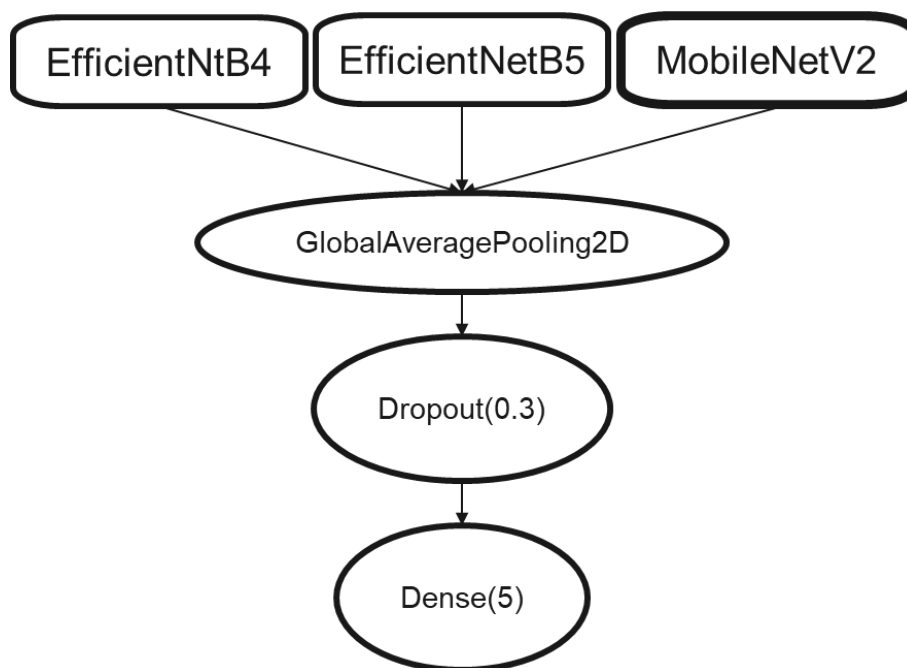 EfficientNtB4
EfficientNetB5
MobileNetV2
GlobalAveragePooling2D
Dropout(0.3)
Dense(5)